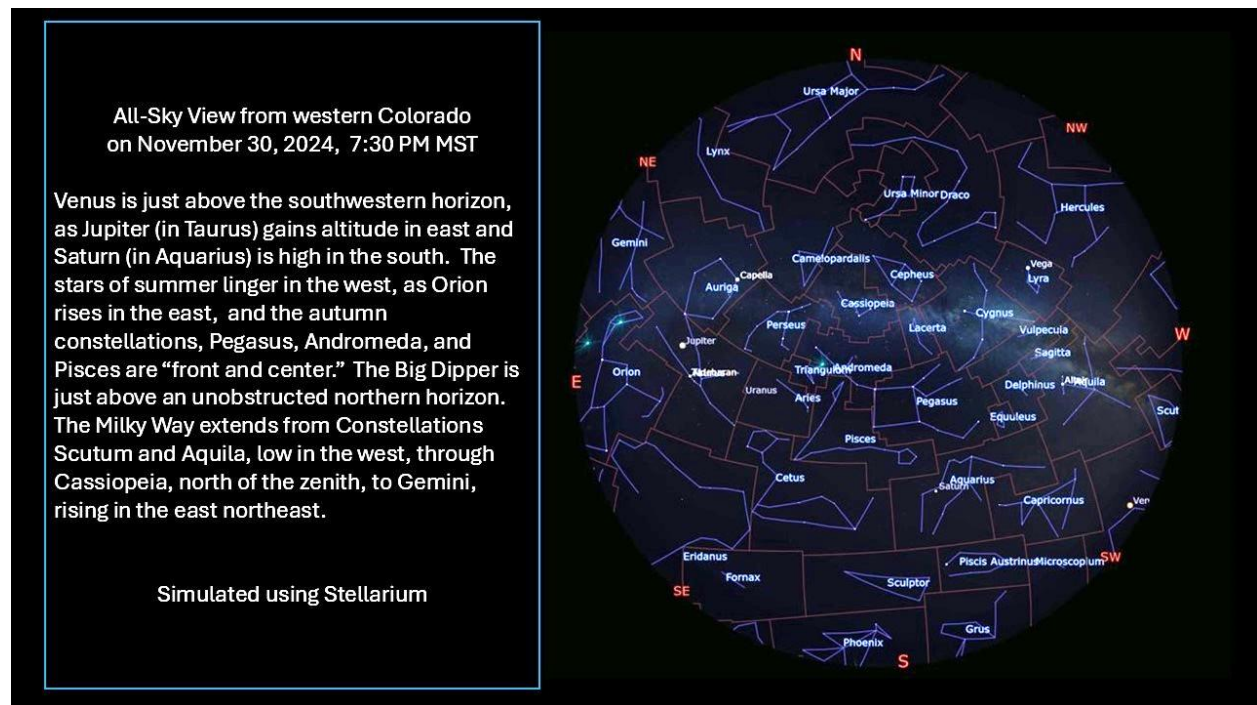 All-Sky View from western Colorado
on November 30, 2024, 7:30 PM MST
Venus is just above the southwestern horizon,
as Jupiter (in Taurus) gains altitude in east and
Saturn (in Aquarius) is high in the south. The
stars of summer linger in the west, as Orion
rises in the east, and the autumn
constellations, Pegasus, Andromeda, and
Pisces are “front and center.” The Big Dipper is
just above an unobstructed northern horizon.
The Milky Way extends from Constellations
Scutum and Aquila, low in the west, through
Cassiopeia, north of the zenith, to Gemini,
rising in the east northeast.
Simulated using Stellarium
N
Ursa Major
NW
Lynx
NE
Ursa Minor
Draco
Hercules
Gemini
Camelopardalis
Vega
Capella
Cepheus
Lyra
Auriga
Cassiopeia
Cygnus
Perseus
Lacerta
Vulpecula
W
Jupiter
Sagitta
Triangulum
Andromeda
Orion
E
Uranus
Delphinus
Aquila
Aries
Pegasus
Scut
Equuleus
Pisces
Cetus
Aquarius
Saturn
Capricornus
Ven
Eridanus
Piscis Austrinus
Microscopium
SW
Fornax
Sculptor
SE
Grus
Phoenix
S